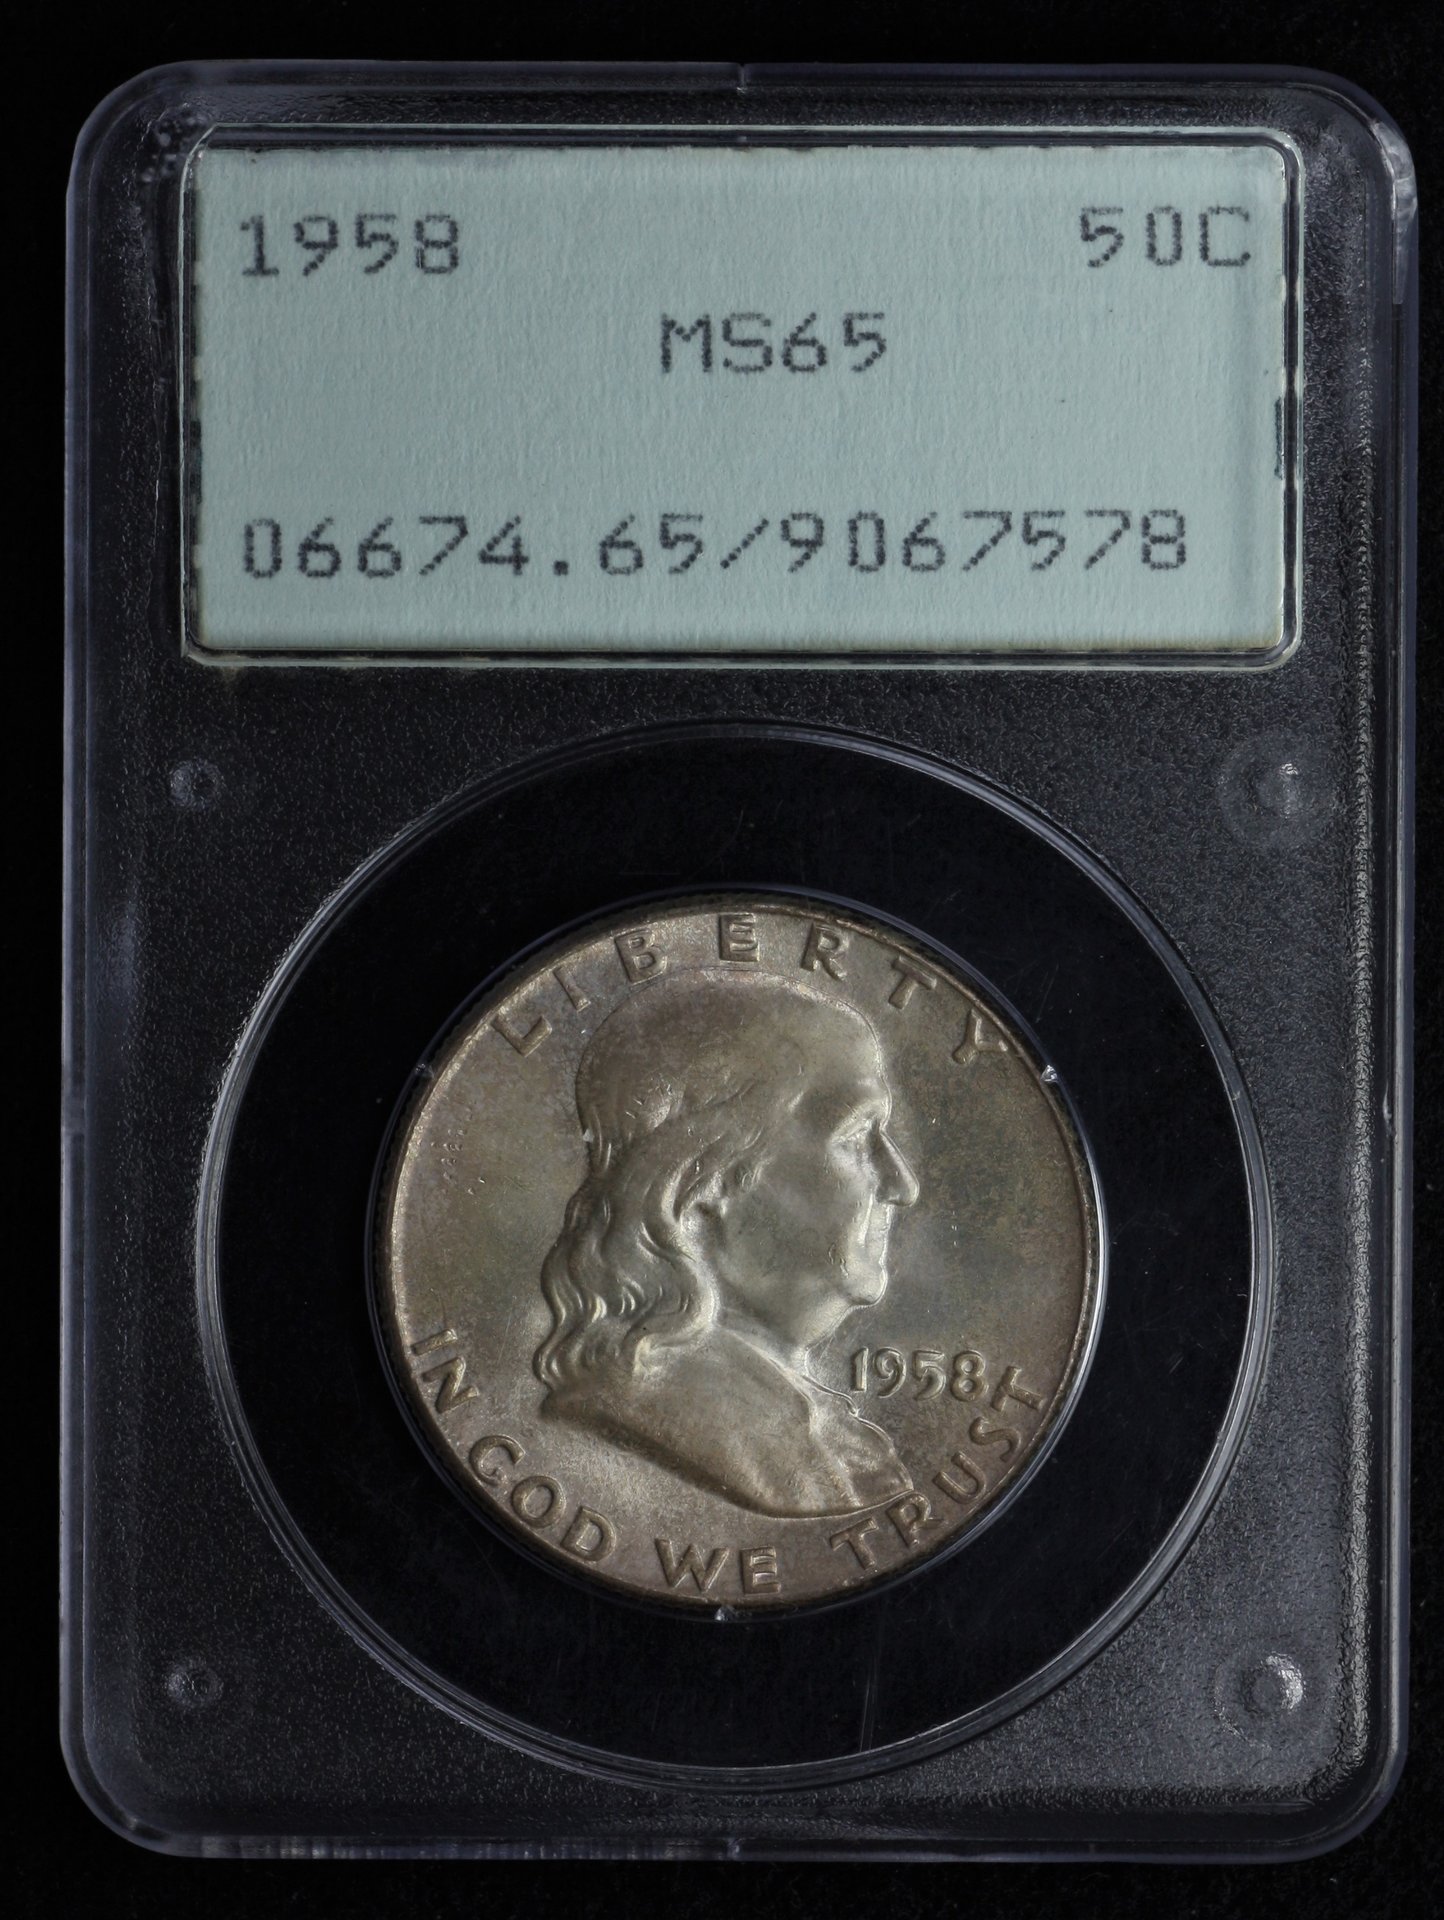 1958 50C
MS65
06674.65/9067578
LIBERTY
1958
IN GOD WE TRUST